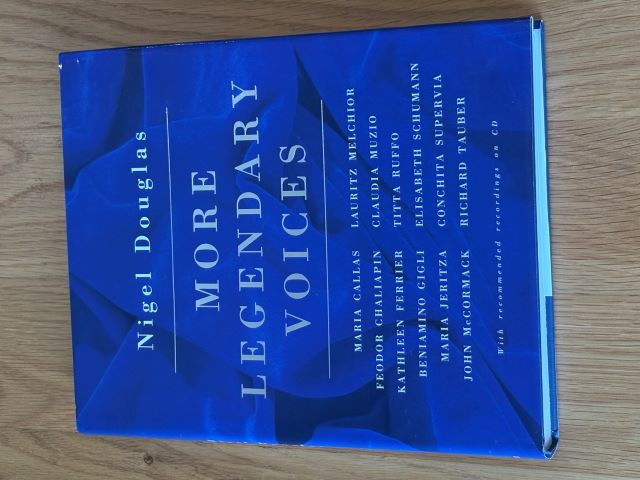 Nigel Douglas
MORE
LEGENDARY
VOICES
MARIA CALLAS LAURITZ MELCHIOR
FEODOR CHALIAPIN CLAUDIA MUZIO
KATHLEEN FERRIER TITTA RUFFO
BENIAMINO GIGLI ELISABETH SCHUMANN
MARIA JERITZA CONCHITA SUPERVIA
JOHN McCORMACK RICHARD TAUBER
With recommended recordings on CD